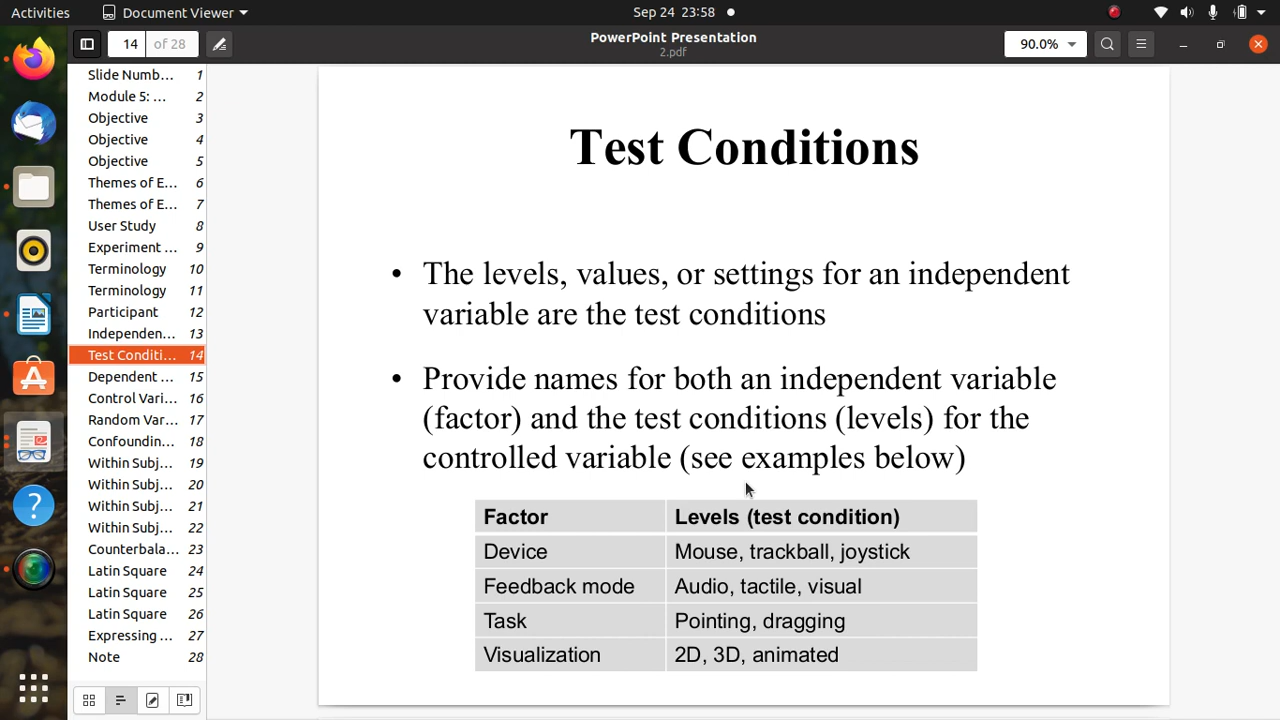 Activities Document Viewer Sep 24 23:58
14 of 28 PowerPoint Presentation 90.0%
2.pdf
Slide Numb... 1
Module 5: ... 2
Objective 3
Objective 4
Objective 5
Themes of E... 6
Themes of E... 7
User Study 8
Experiment ... 9
Terminology 10
Terminology 11
Participant 12
Independen... 13
Test Conditi... 14
Dependent ... 15
Control Vari... 16
Random Var... 17
Confoundin... 18
Within Subj... 19
Within Subj... 20
Within Subj... 21
Within Subj... 22
Counterbala... 23
Latin Square 24
Latin Square 25
Latin Square 26
Expressing ... 27
Note 28
Test Conditions
• The levels, values, or settings for an independent
variable are the test conditions
• Provide names for both an independent variable
(factor) and the test conditions (levels) for the
controlled variable (see examples below)
Factor Levels (test condition)
Device Mouse, trackball, joystick
Feedback mode Audio, tactile, visual
Task Pointing, dragging
Visualization 2D, 3D, animated